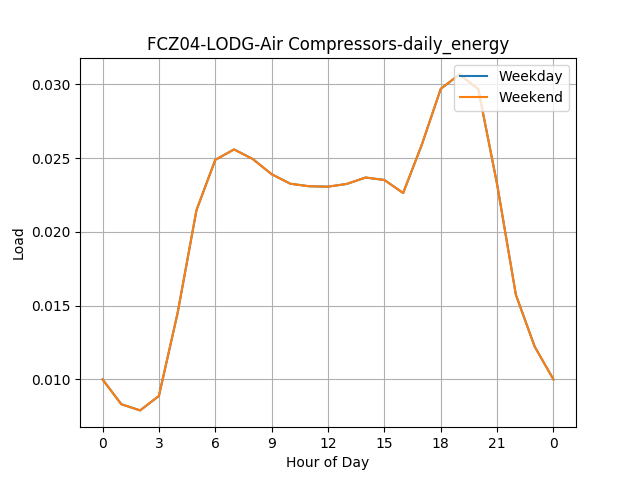 FCZ04-LODG-Air Compressors-daily_energy
Weekday
Weekend
0.030
0.025
0.020
0.015
0.010
Load
0 3 6 9 12 15 18 21 0
Hour of Day